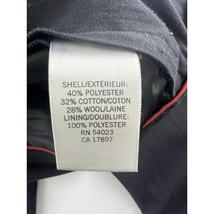 SHELL/EXTÉRIEUR:
40% POLYESTER
32% COTTON/COTON
28% WOOL/LAINE
LINING/DOUBLURE:
100% POLYESTER
RN 54023
CA 17897